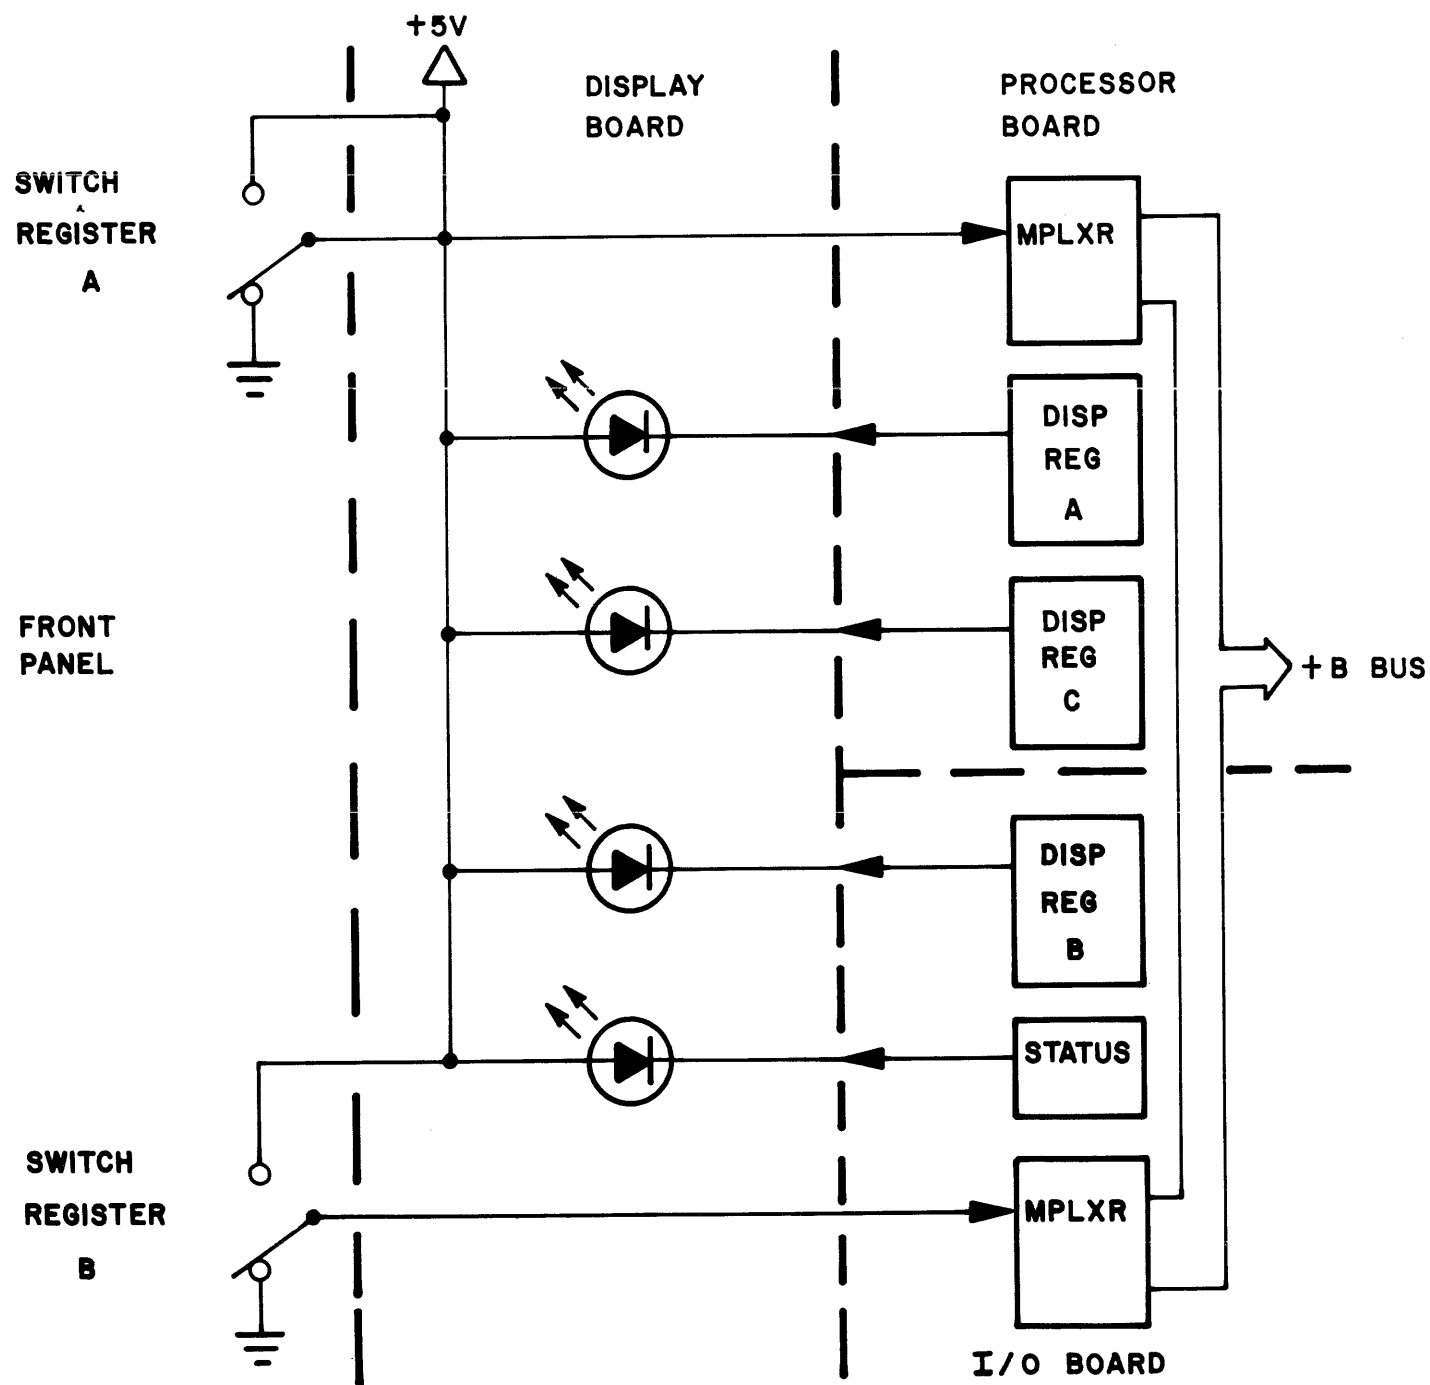 +5V
DISPLAY
BOARD
PROCESSOR
BOARD
SWITCH
REGISTER
A
MPLXR
DISP
REG
A
FRONT
PANEL
DISP
REG
C
+B BUS
DISP
REG
B
STATUS
SWITCH
REGISTER
B
MPLXR
I/O BOARD